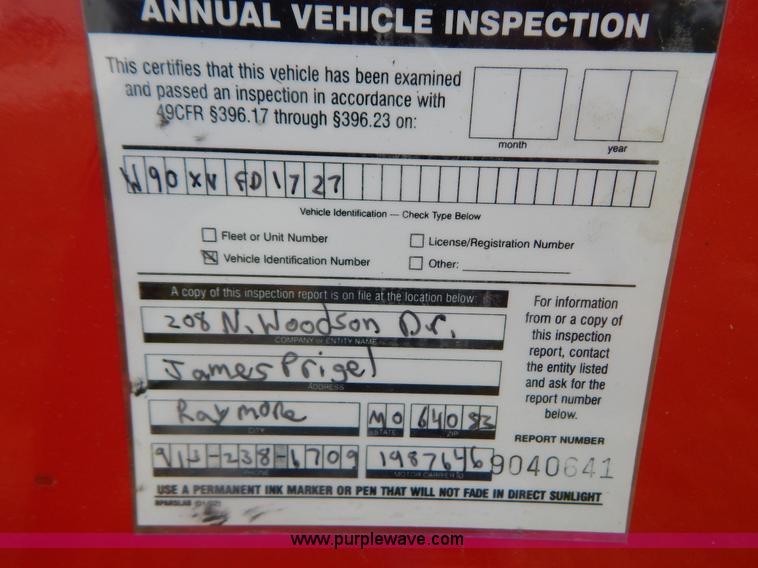 ANNUAL VEHICLE INSPECTION
This certifies that this vehicle has been examined
and passed an inspection in accordance with
49CFR §396.17 through §396.23 on:
month year
W90XVFD1727
Vehicle Identification — Check Type Below
Fleet or Unit Number
License/Registration Number
Vehicle Identification Number
Other:
A copy of this inspection report is on file at the location below:
208 N. Woodson Dr.
COMPANY or ENTITY NAME
James Prigel
ADDRESS
Raymore MO 64083
CITY STATE ZIP
-238-6709 1987646
PHONE MOTOR CARRIER ID
For information
from or a copy of
this inspection
report, contact
the entity listed
and ask for the
report number
below.
REPORT NUMBER
9040641
USE A PERMANENT INK MARKER OR PEN THAT WILL NOT FADE IN DIRECT SUNLIGHT
www.purplewave.com